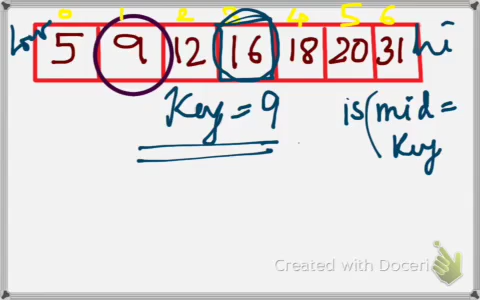 0 1 2 3 4 5 6
Low 5 9 12 16 18 20 31 hi
Key = 9 is (mid =
Key
Created with Doceri